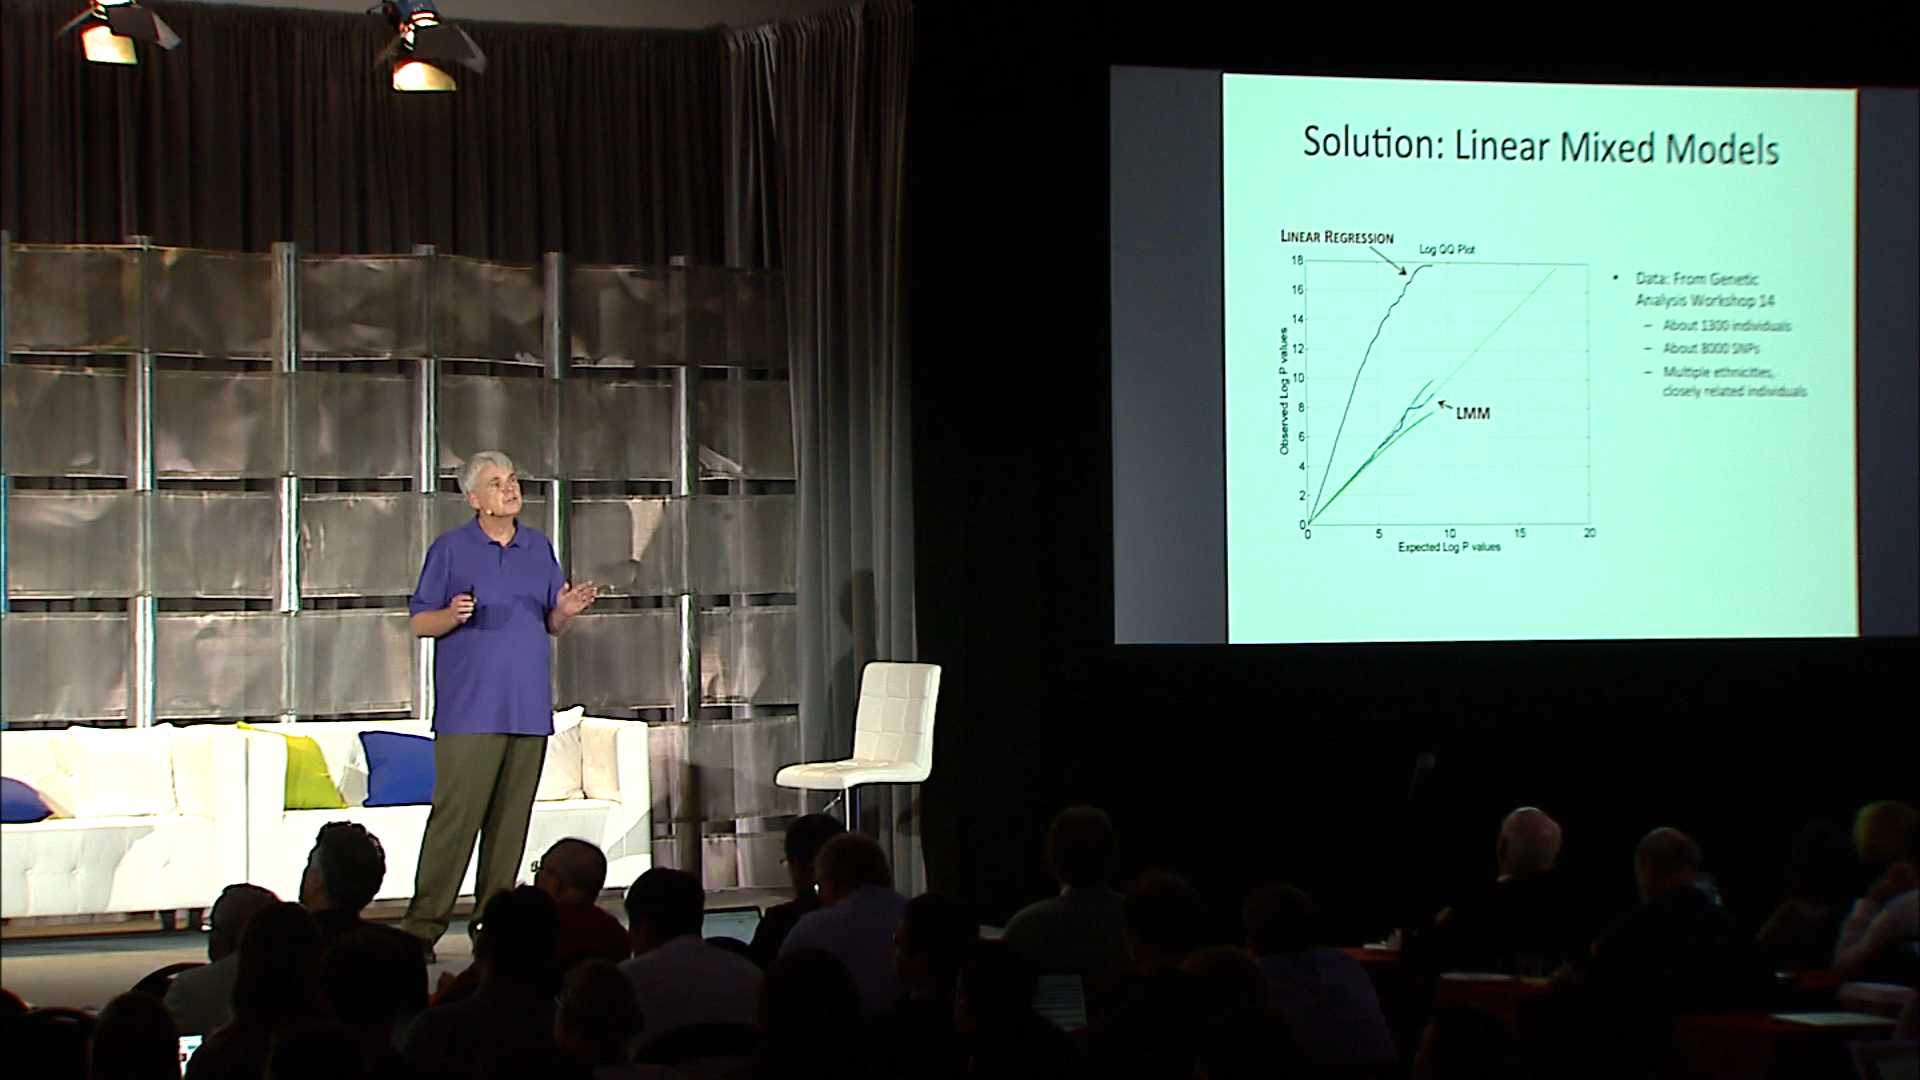 Solution: Linear Mixed Models
LINEAR REGRESSION
Log QQ Plot
18
16
14
12
10
8
6
4
2
0
Observed Log P values
0 5 10 15 20
Expected Log P values
LMM
• Data: From Genetic
Analysis Workshop 14
– About 1300 individuals
– About 8000 SNPs
– Multiple ethnicities,
closely related individuals